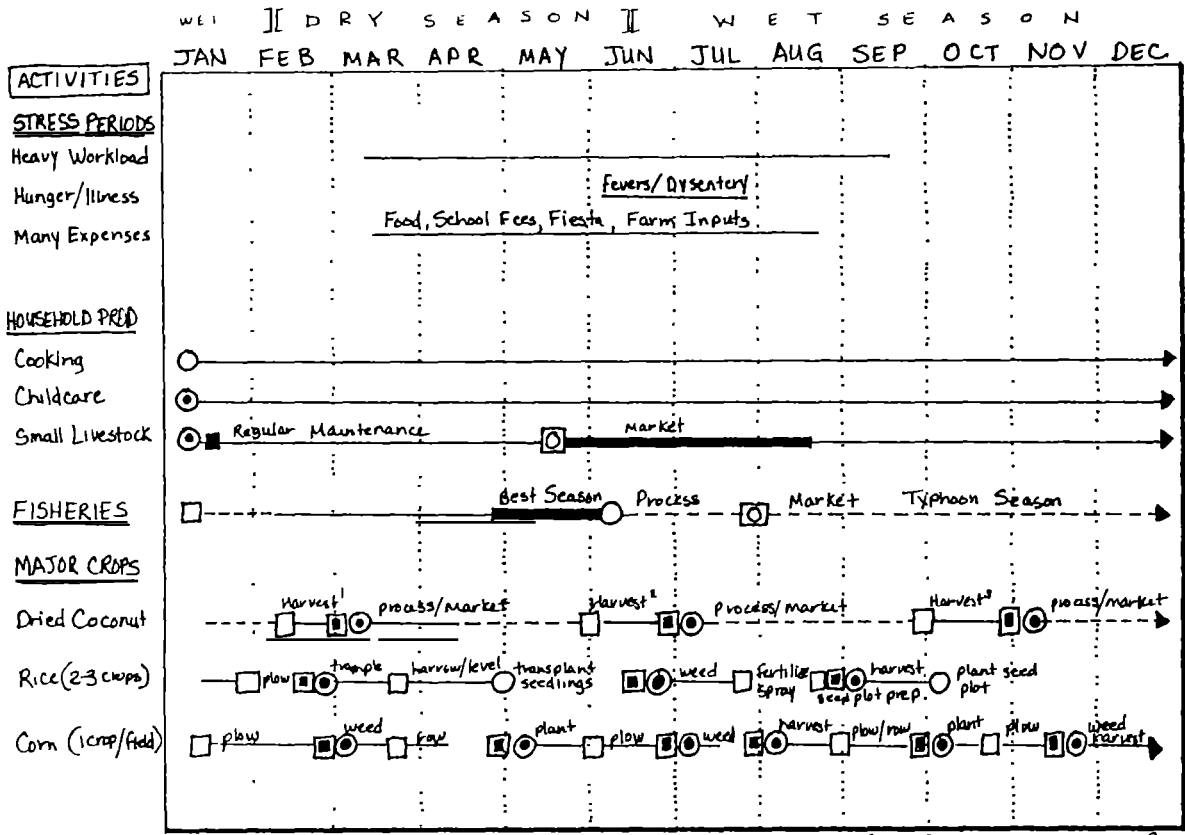 WET ][ DRY SEASON ][ WET SEASON
JAN FEB MAR APR MAY JUN JUL AUG SEP OCT NOV DEC
ACTIVITIES
STRESS PERIODS
Heavy Workload
Hunger/Illness Fevers/Dysentery
Many Expenses Food, School Fees, Fiesta, Farm Inputs
HOUSEHOLD PROD
Cooking
Childcare
Small Livestock Regular Maintenance Market
FISHERIES Best Season Process Market Typhoon Season
MAJOR CROPS
Dried Coconut Harvest¹ process/market Harvest² process/market Harvest³ process/market
Rice (2-3 crops) plow trample harrow/level transplant seedlings weed fertilize spray seed plot prep. harvest plant seed plot
Corn (1 crop/field) plow weed row plant plow weed harvest plow/row plant plow weed harvest